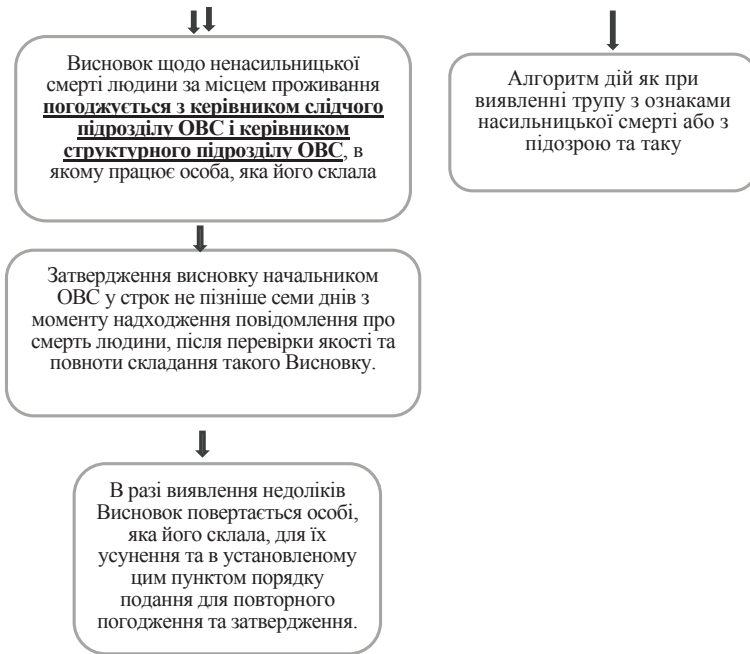 Висновок щодо ненасильницької
смерті людини за місцем проживання
погоджується з керівником слідчого
підрозділу ОВС і керівником
структурного підрозділу ОВС, в
якому працює особа, яка його склала
Алгоритм дій як при
виявленні трупу з ознаками
насильницької смерті або з
підозрою та таку
Затвердження висновку начальником
ОВС у строк не пізніше семи днів з
моменту надходження повідомлення про
смерть людини, після перевірки якості та
повноти складання такого Висновку.
В разі виявлення недоліків
Висновок повертається особі,
яка його склала, для їх
усунення та в установленому
цим пунктом порядку
подання для повторного
погодження та затвердження.